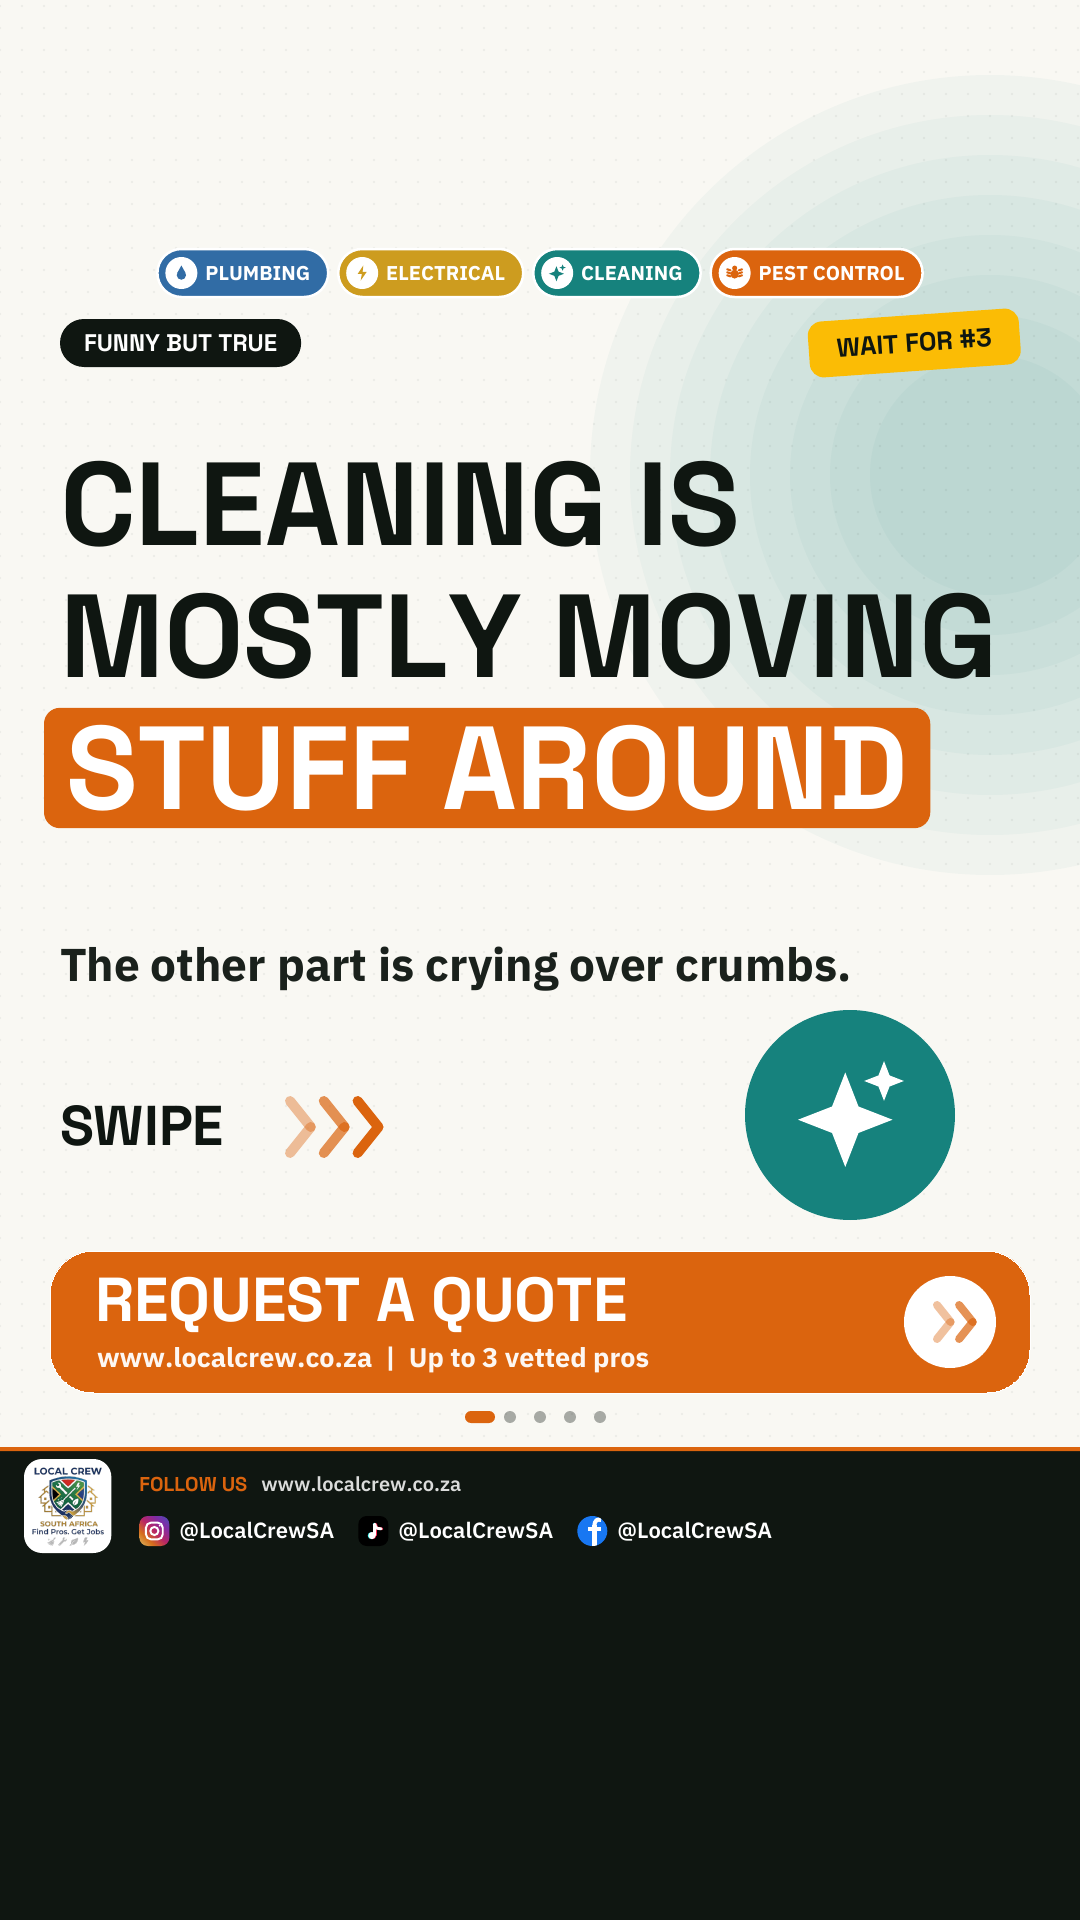 PLUMBING
ELECTRICAL
CLEANING
PEST CONTROL
FUNNY BUT TRUE
WAIT FOR #3
CLEANING IS
MOSTLY MOVING
STUFF AROUND
The other part is crying over crumbs.
SWIPE
REQUEST A QUOTE
www.localcrew.co.za | Up to 3 vetted pros
LOCAL CREW
SOUTH AFRICA
Find Pros. Get Jobs
FOLLOW US www.localcrew.co.za
@LocalCrewSA @LocalCrewSA @LocalCrewSA